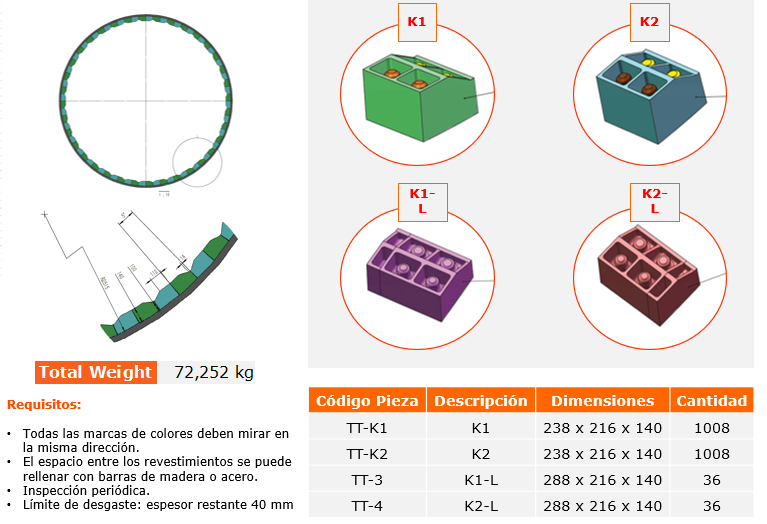 K1
K2
K1-
L
K2-
L
Total Weight 72,252 kg
Requisitos:
• Todas las marcas de colores deben mirar en
la misma dirección.
• El espacio entre los revestimientos se puede
rellenar con barras de madera o acero.
• Inspección periódica.
• Límite de desgaste: espesor restante 40 mm
Código Pieza Descripción Dimensiones Cantidad
TT-K1 K1 238 x 216 x 140 1008
TT-K2 K2 238 x 216 x 140 1008
TT-3 K1-L 288 x 216 x 140 36
TT-4 K2-L 288 x 216 x 140 36